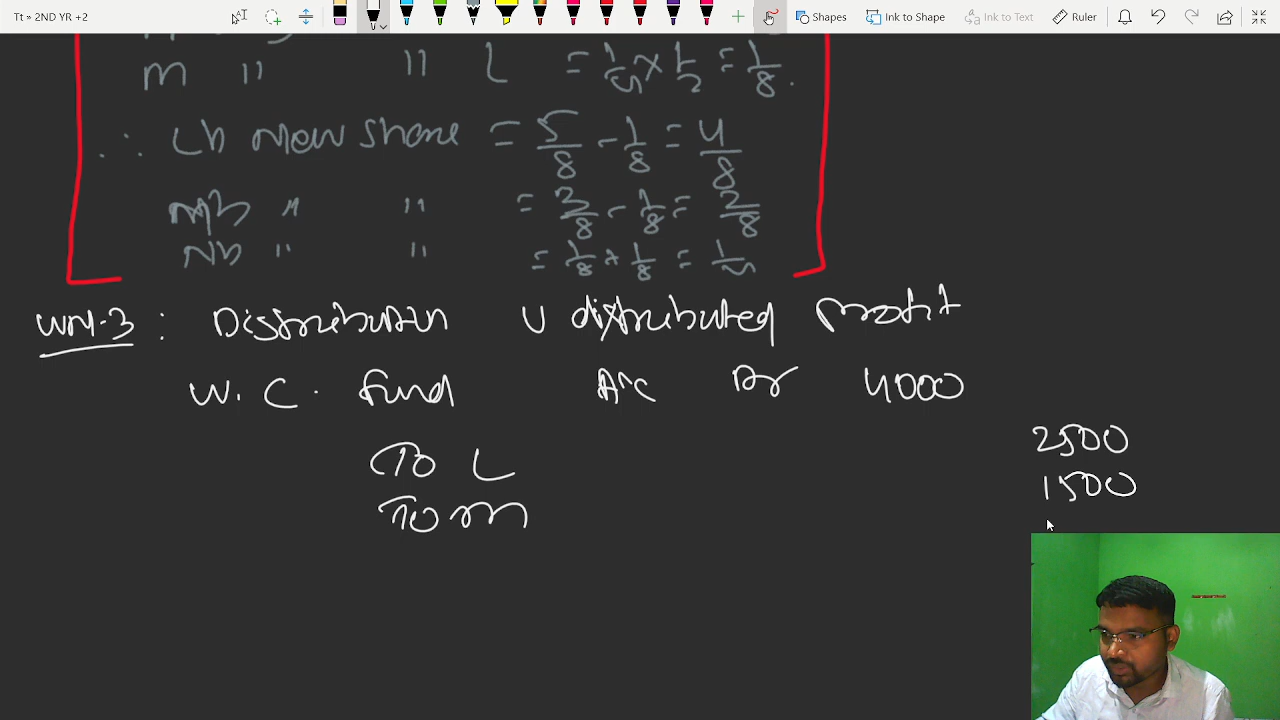 Tt » 2ND YR +2 Shapes Ink to Shape Ink to Text Ruler
m " " L = 1/4 × 1/2 = 1/8.
∴ L's New share = 5/8 - 1/8 = 4/8
M's " " = 3/8 - 1/8 = 2/8
N's " " = 1/8 + 1/8 = 1/4
WN-3 : Distribution U distributed profit
W. C. Fund A/c Dr 4000
To L 2500
To m 1500